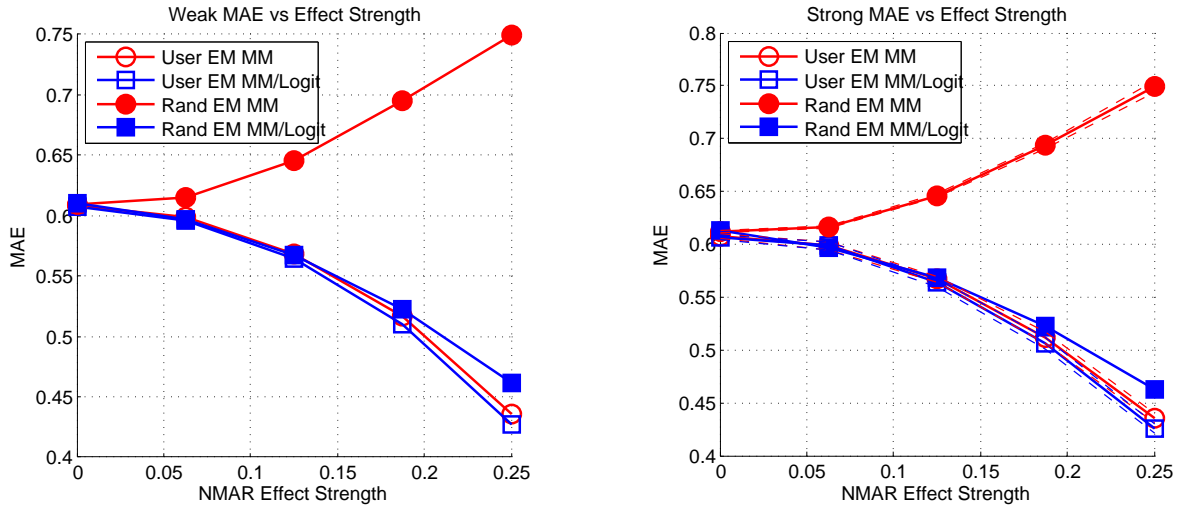 Weak MAE vs Effect Strength
0.75
0.7
0.65
0.6
0.55
0.5
0.45
0.4
MAE
User EM MM
User EM MM/Logit
Rand EM MM
Rand EM MM/Logit
0 0.05 0.1 0.15 0.2 0.25
NMAR Effect Strength
Strong MAE vs Effect Strength
0.8
0.75
0.7
0.65
0.6
0.55
0.5
0.45
0.4
MAE
User EM MM
User EM MM/Logit
Rand EM MM
Rand EM MM/Logit
0 0.05 0.1 0.15 0.2 0.25
NMAR Effect Strength